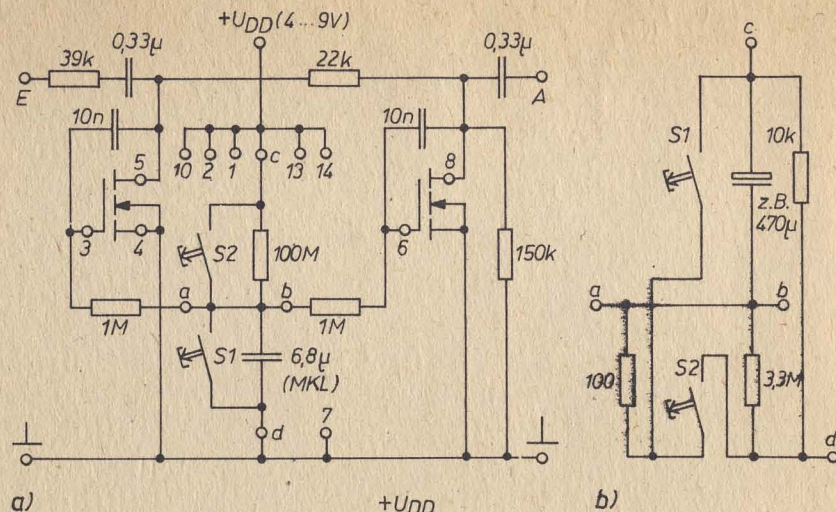 +UDD (4...9V)
E
39k
0,33µ
22k
0,33µ
A
10n
10
2
1
c
13
14
10n
5
3
4
8
6
S2
100M
150k
a
b
1M
1M
S1
6,8µ
(MKL)
d
7
a)
+UDD
c
S1
10k
z.B.
470µ
a
b
100
S2
3,3M
d
b)